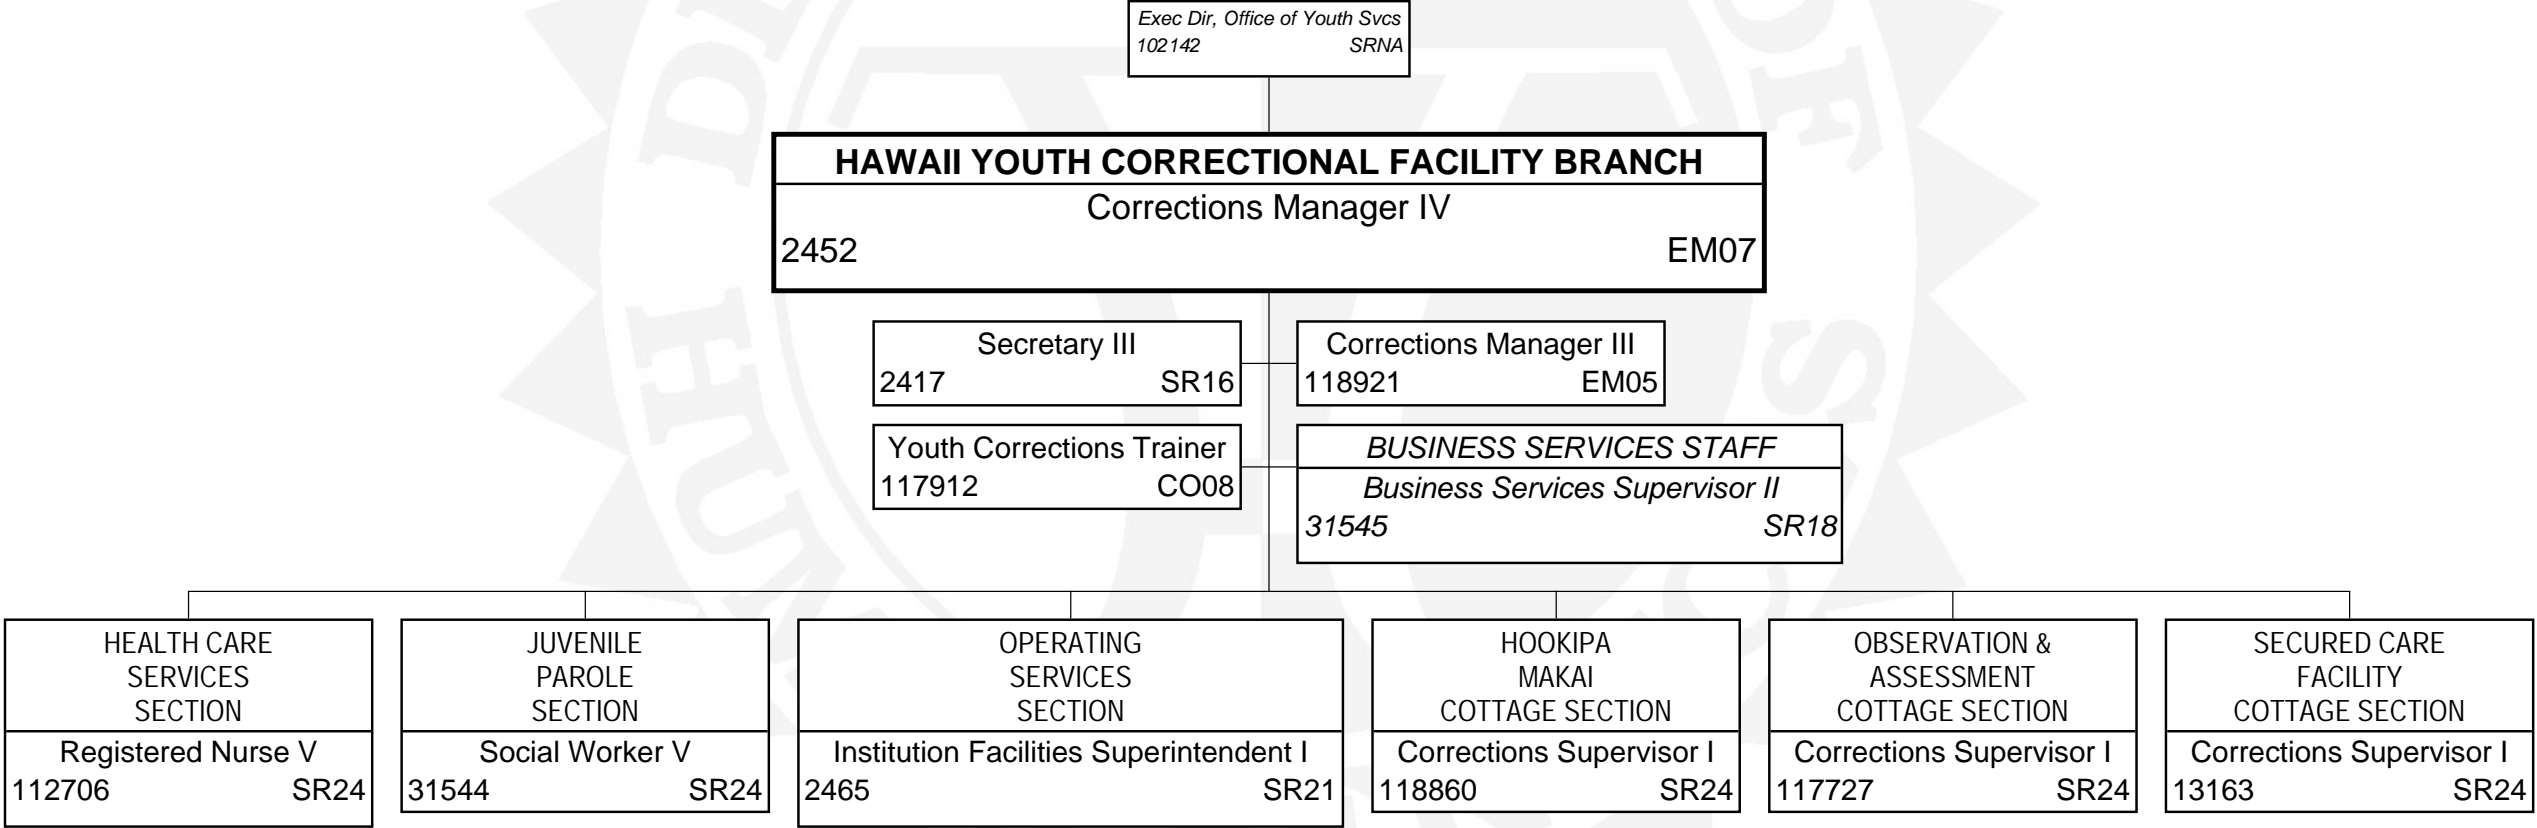 Exec Dir, Office of Youth Svcs
102142 SRNA
HAWAII YOUTH CORRECTIONAL FACILITY BRANCH
Corrections Manager IV
2452 EM07
Secretary III
2417 SR16
Corrections Manager III
118921 EM05
Youth Corrections Trainer
117912 CO08
BUSINESS SERVICES STAFF
Business Services Supervisor II
31545 SR18
HEALTH CARE
SERVICES
SECTION
Registered Nurse V
112706 SR24
JUVENILE
PAROLE
SECTION
Social Worker V
31544 SR24
OPERATING
SERVICES
SECTION
Institution Facilities Superintendent I
2465 SR21
HOOKIPA
MAKAI
COTTAGE SECTION
Corrections Supervisor I
118860 SR24
OBSERVATION &
ASSESSMENT
COTTAGE SECTION
Corrections Supervisor I
117727 SR24
SECURED CARE
FACILITY
COTTAGE SECTION
Corrections Supervisor I
13163 SR24